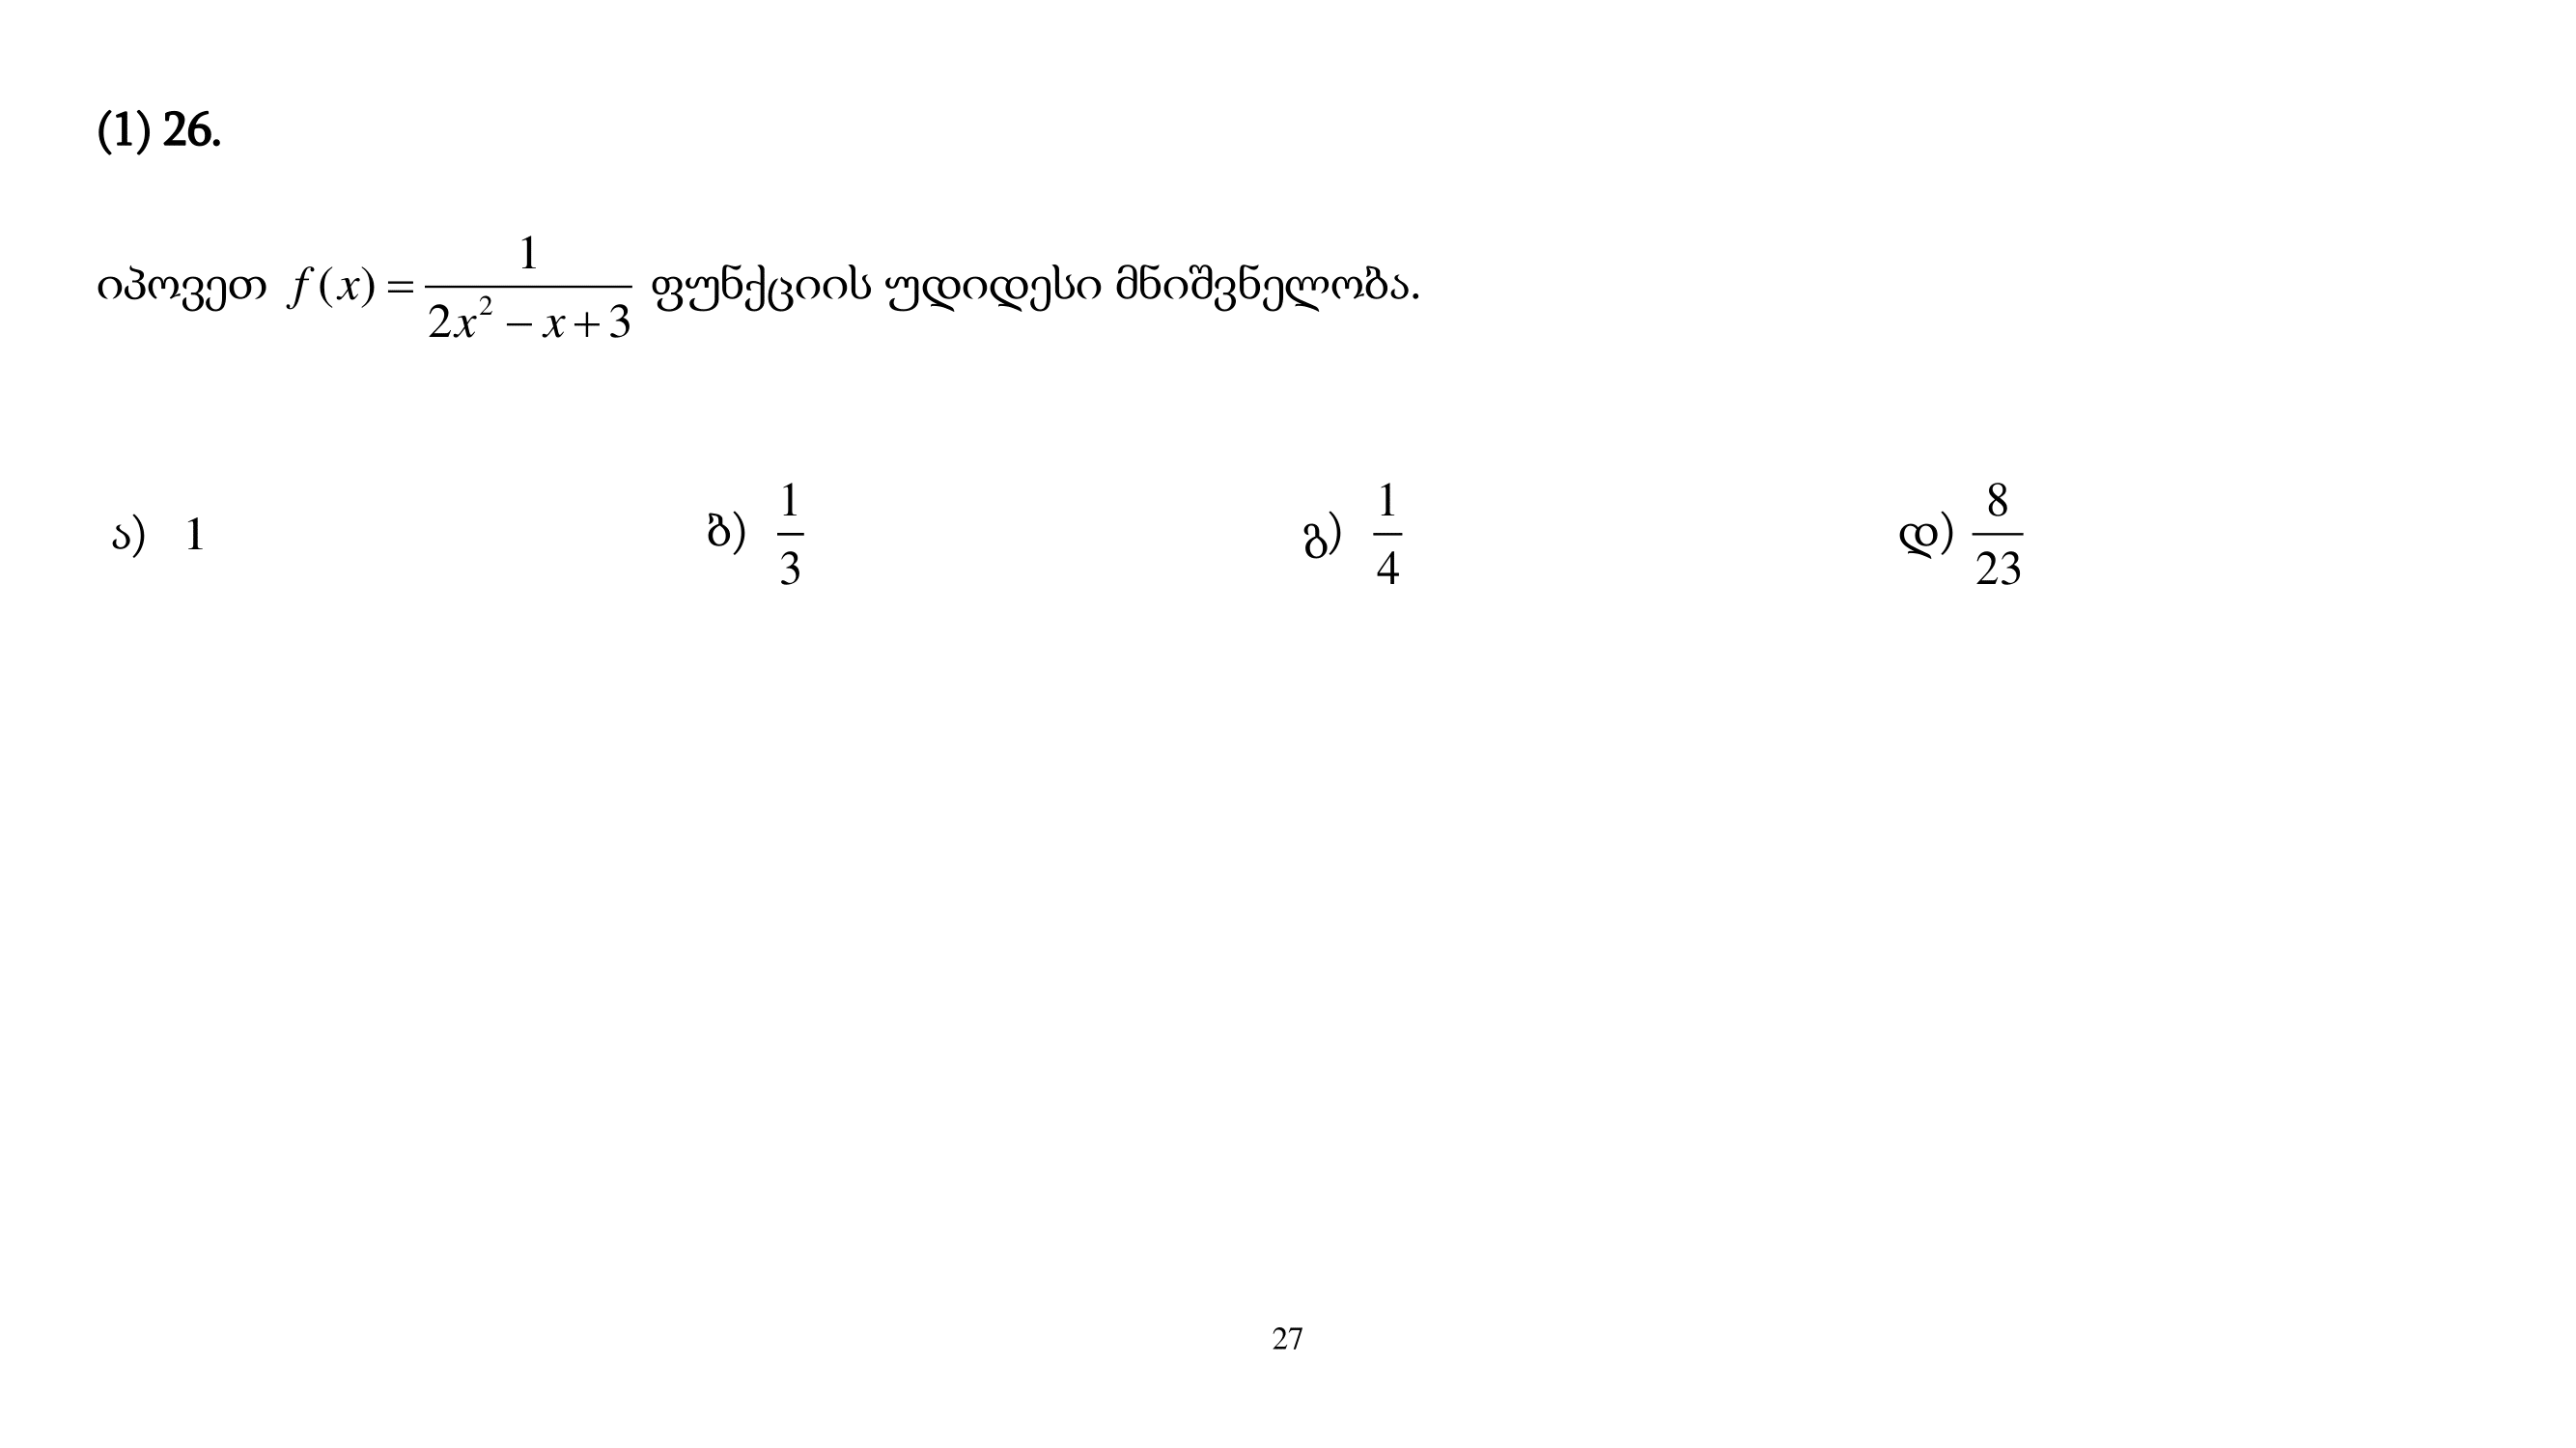 (1) 26.
იპოვეთ f(x) = 1/(2x² − x + 3) ფუნქციის უდიდესი მნიშვნელობა.
ა) 1 ბ) 1/3 გ) 1/4 დ) 8/23
27